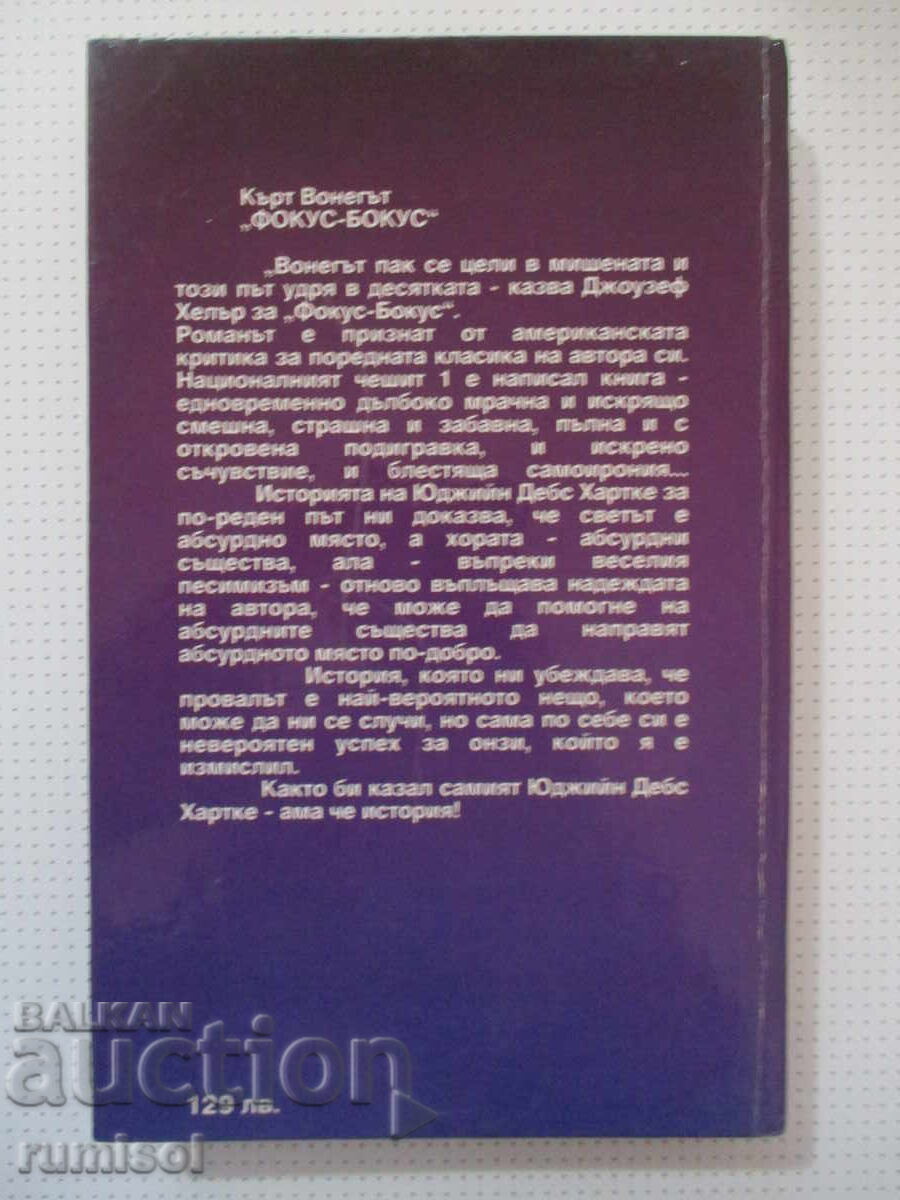 Кърт Вонегът
„ФОКУС-БОКУС“
„Вонегът пак се цели в мишената и
този път удря в десятката - казва Джоузеф
Хелър за „Фокус-Бокус“.
Романът е признат от американската
критика за поредната класика на автора си.
Националният чешит 1 е написал книга -
едновременно дълбоко мрачна и искрящо
смешна, страшна и забавна, пълна и с
откровена подигравка, и искрено
съчувствие, и блестяща самоирония...
Историята на Юджийн Дебс Хартке за
по-реден път ни доказва, че светът е
абсурдно място, а хората - абсурдни
същества, ала - въпреки веселия
песимизъм - отново въплъщава надеждата
на автора, че може да помогне на
абсурдните същества да направят
абсурдното място по-добро.
История, която ни убеждава, че
провалът е най-вероятното нещо, което
може да ни се случи, но сама по себе си е
невероятен успех за онзи, който я е
измислил.
Както би казал самият Юджийн Дебс
Хартке - ама че история!
BALKAN
auction
129 лв.
rumisol